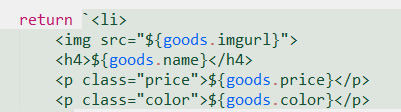 return `<li>
<img src="${goods.imgurl}">
<h4>${goods.name}</h4>
<p class="price">${goods.price}</p>
<p class="color">${goods.color}</p>